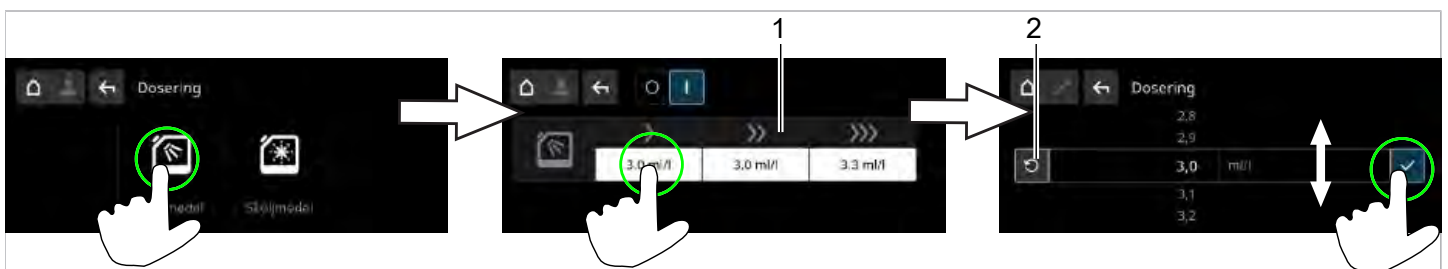 1
2
Dosering
Sköljmedel
3,0 ml/l
3,0 ml/l
3,3 ml/l
Dosering
2,8
2,9
3,0 ml/l
3,1
3,2